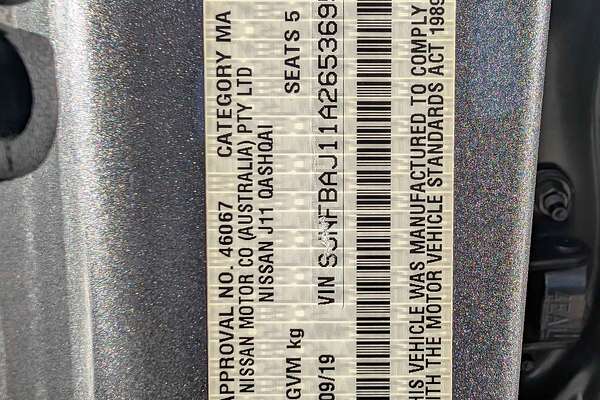 APPROVAL NO. 46067 CATEGORY MA
NISSAN MOTOR CO (AUSTRALIA) PTY LTD
NISSAN J11 QASHQAI
GVM kg SEATS 5
09/19 VIN SJNFBAJ11A265369
HIS VEHICLE WAS MANUFACTURED TO COMPLY
ITH THE MOTOR VEHICLE STANDARDS ACT 1989